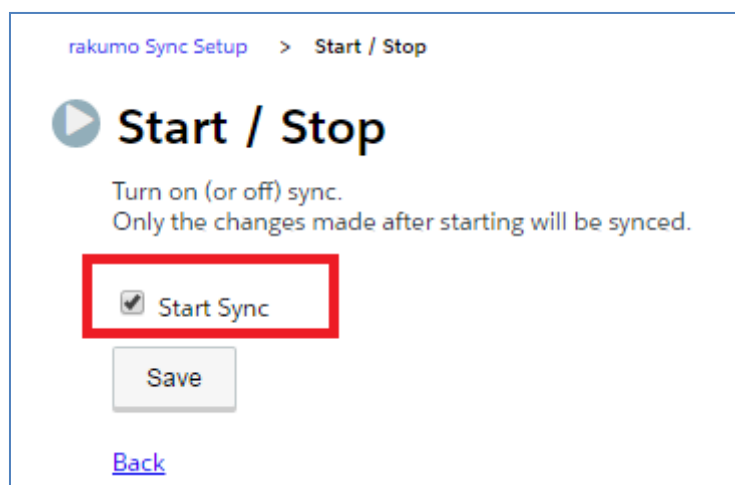 rakumo Sync Setup > Start / Stop
Start / Stop
Turn on (or off) sync.
Only the changes made after starting will be synced.
Start Sync
Save
Back